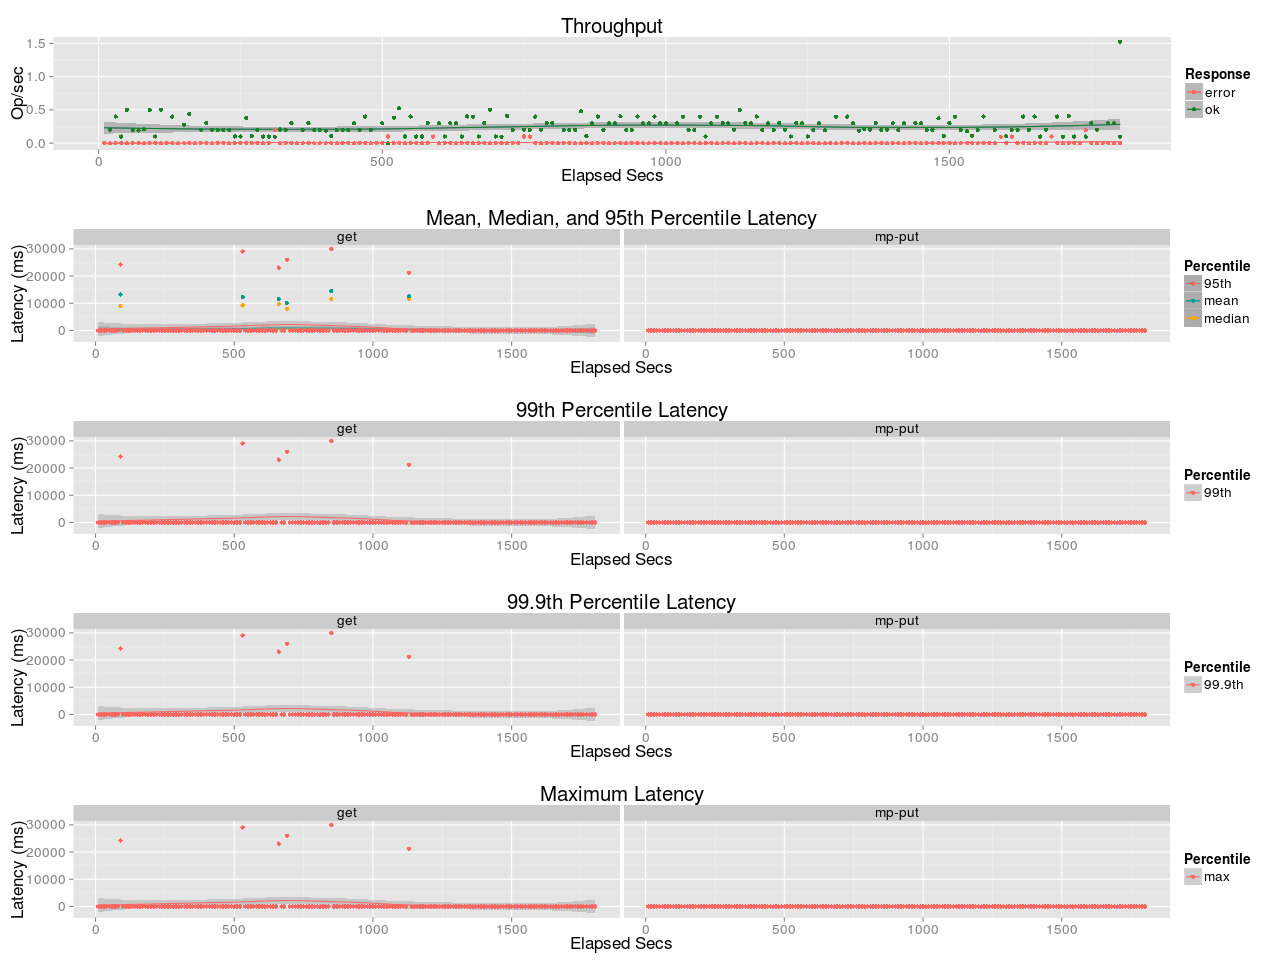 Throughput
Op/sec
1.5
1.0
0.5
0.0
0 500 1000 1500
Elapsed Secs
Response
error
ok
Mean, Median, and 95th Percentile Latency
get mp-put
Latency (ms)
30000
20000
10000
0
0 500 1000 1500 0 500 1000 1500
Elapsed Secs
Percentile
95th
mean
median
99th Percentile Latency
get mp-put
Latency (ms)
30000
20000
10000
0
0 500 1000 1500 0 500 1000 1500
Elapsed Secs
Percentile
99th
99.9th Percentile Latency
get mp-put
Latency (ms)
30000
20000
10000
0
0 500 1000 1500 0 500 1000 1500
Elapsed Secs
Percentile
99.9th
Maximum Latency
get mp-put
Latency (ms)
30000
20000
10000
0
0 500 1000 1500 0 500 1000 1500
Elapsed Secs
Percentile
max